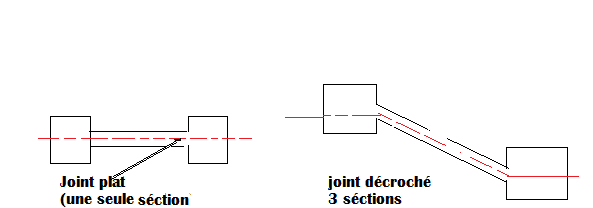 Joint plat
(une seule séction
joint décroché
3 séctions